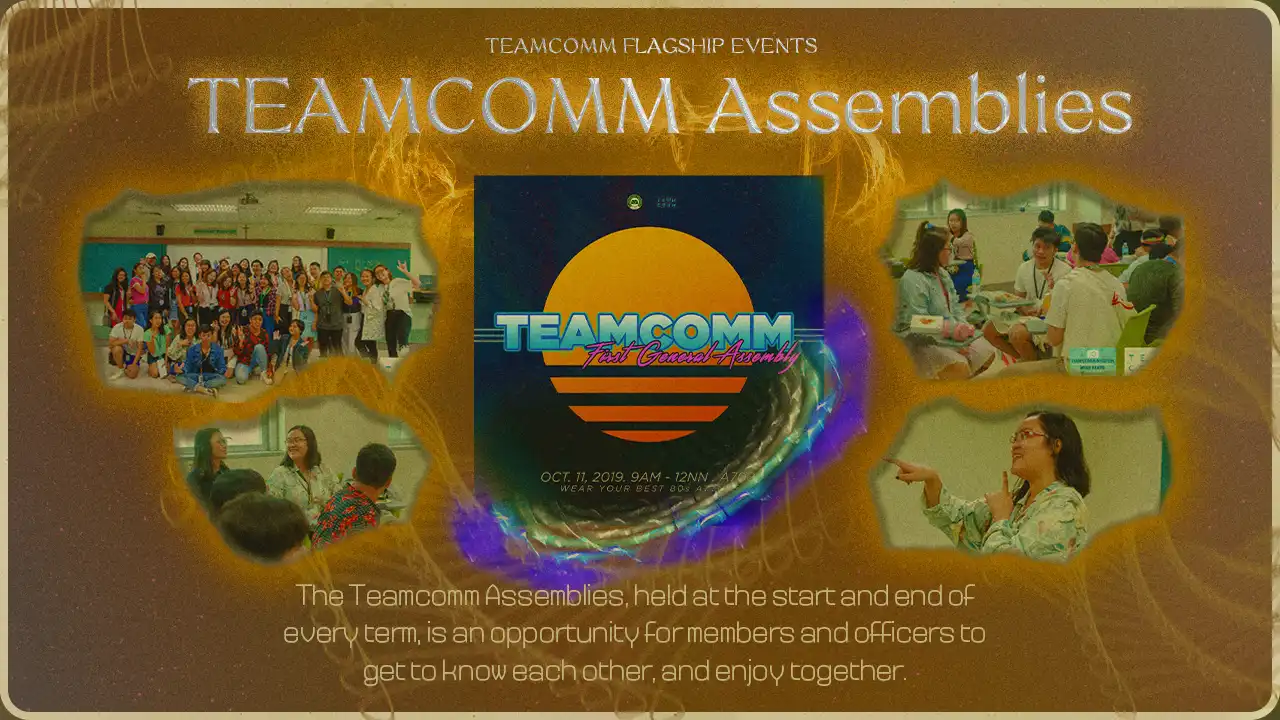 TEAMCOMM FLAGSHIP EVENTS
TEAMCOMM Assemblies
TEAMCOMM
First General Assembly
OCT. 11, 2019. 9AM - 12NN
WEAR YOUR BEST 80s
The Teamcomm Assemblies, held at the start and end of
every term, is an opportunity for members and officers to
get to know each other, and enjoy together.